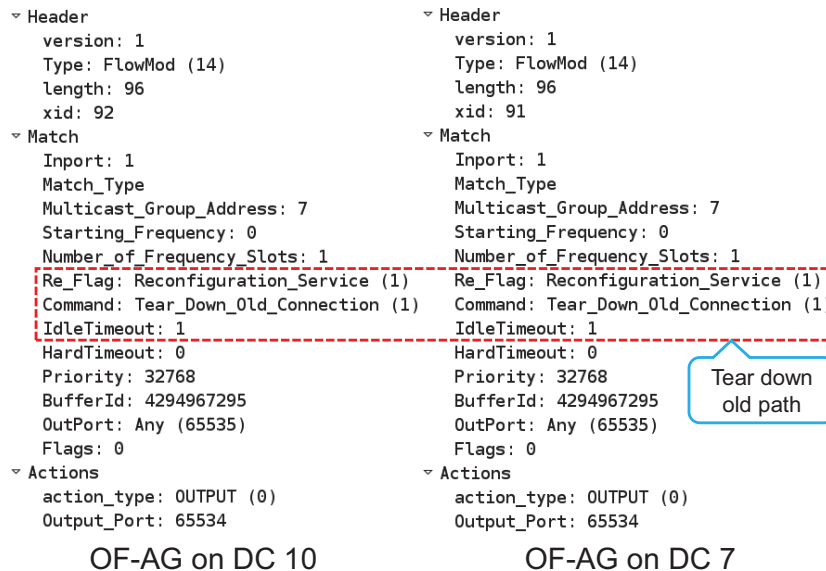 Header
version: 1
Type: FlowMod (14)
length: 96
xid: 92
Match
Inport: 1
Match_Type
Multicast_Group_Address: 7
Starting_Frequency: 0
Number_of_Frequency_Slots: 1
Re_Flag: Reconfiguration_Service (1)
Command: Tear_Down_Old_Connection (1)
IdleTimeout: 1
HardTimeout: 0
Priority: 32768
BufferId: 4294967295
OutPort: Any (65535)
Flags: 0
Actions
action_type: OUTPUT (0)
Output_Port: 65534
OF-AG on DC 10
Header
version: 1
Type: FlowMod (14)
length: 96
xid: 91
Match
Inport: 1
Match_Type
Multicast_Group_Address: 7
Starting_Frequency: 0
Number_of_Frequency_Slots: 1
Re_Flag: Reconfiguration_Service (1)
Command: Tear_Down_Old_Connection (1)
IdleTimeout: 1
HardTimeout: 0
Priority: 32768
BufferId: 4294967295
OutPort: Any (65535)
Flags: 0
Actions
action_type: OUTPUT (0)
Output_Port: 65534
OF-AG on DC 7
Tear down
old path